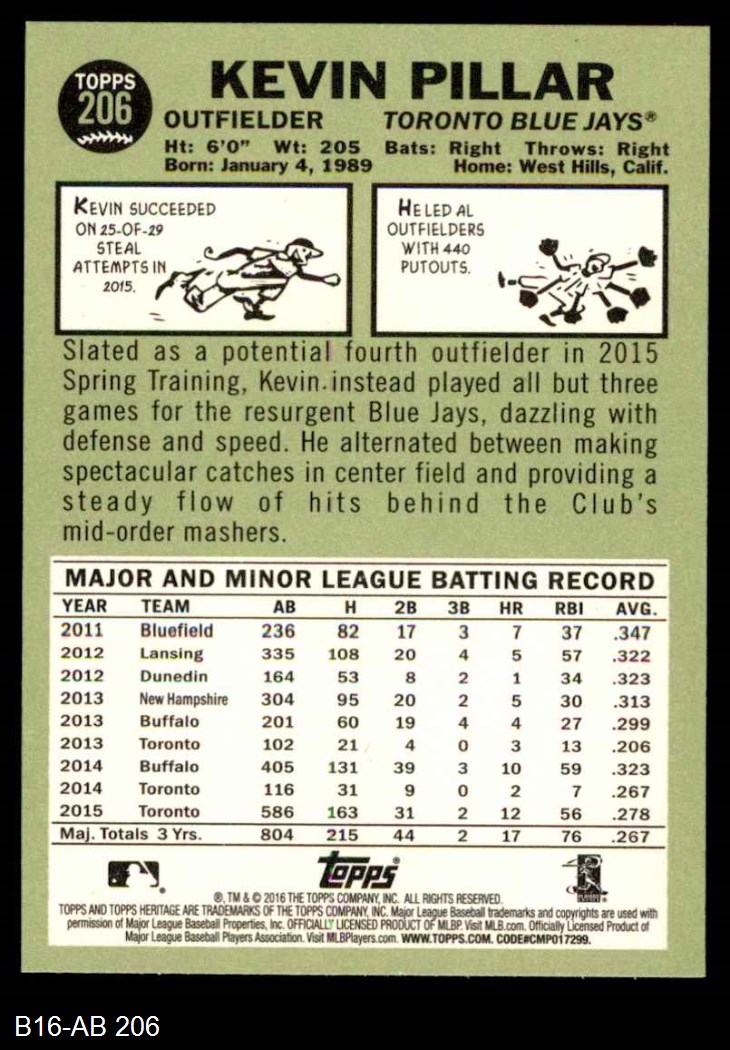 TOPPS
206
KEVIN PILLAR
OUTFIELDER TORONTO BLUE JAYS®
Ht: 6'0" Wt: 205 Bats: Right Throws: Right
Born: January 4, 1989 Home: West Hills, Calif.
KEVIN SUCCEEDED
ON 25-OF-29
STEAL
ATTEMPTS IN
2015.
HE LED AL
OUTFIELDERS
WITH 440
PUTOUTS.
Slated as a potential fourth outfielder in 2015
Spring Training, Kevin instead played all but three
games for the resurgent Blue Jays, dazzling with
defense and speed. He alternated between making
spectacular catches in center field and providing a
steady flow of hits behind the Club's
mid-order mashers.
MAJOR AND MINOR LEAGUE BATTING RECORD
YEAR TEAM AB H 2B 3B HR RBI AVG.
2011 Bluefield 236 82 17 3 7 37 .347
2012 Lansing 335 108 20 4 5 57 .322
2012 Dunedin 164 53 8 2 1 34 .323
2013 New Hampshire 304 95 20 2 5 30 .313
2013 Buffalo 201 60 19 4 4 27 .299
2013 Toronto 102 21 4 0 3 13 .206
2014 Buffalo 405 131 39 3 10 59 .323
2014 Toronto 116 31 9 0 2 7 .267
2015 Toronto 586 163 31 2 12 56 .278
Maj. Totals 3 Yrs. 804 215 44 2 17 76 .267
topps®
®, TM & © 2016 THE TOPPS COMPANY, INC. ALL RIGHTS RESERVED.
TOPPS AND TOPPS HERITAGE ARE TRADEMARKS OF THE TOPPS COMPANY, INC. Major League Baseball trademarks and copyrights are used with
permission of Major League Baseball Properties, Inc. OFFICIALLY LICENSED PRODUCT OF MLBP. Visit MLB.com. Officially Licensed Product of
Major League Baseball Players Association. Visit MLBPlayers.com. WWW.TOPPS.COM. CODE#CMP017299.
B16-AB 206